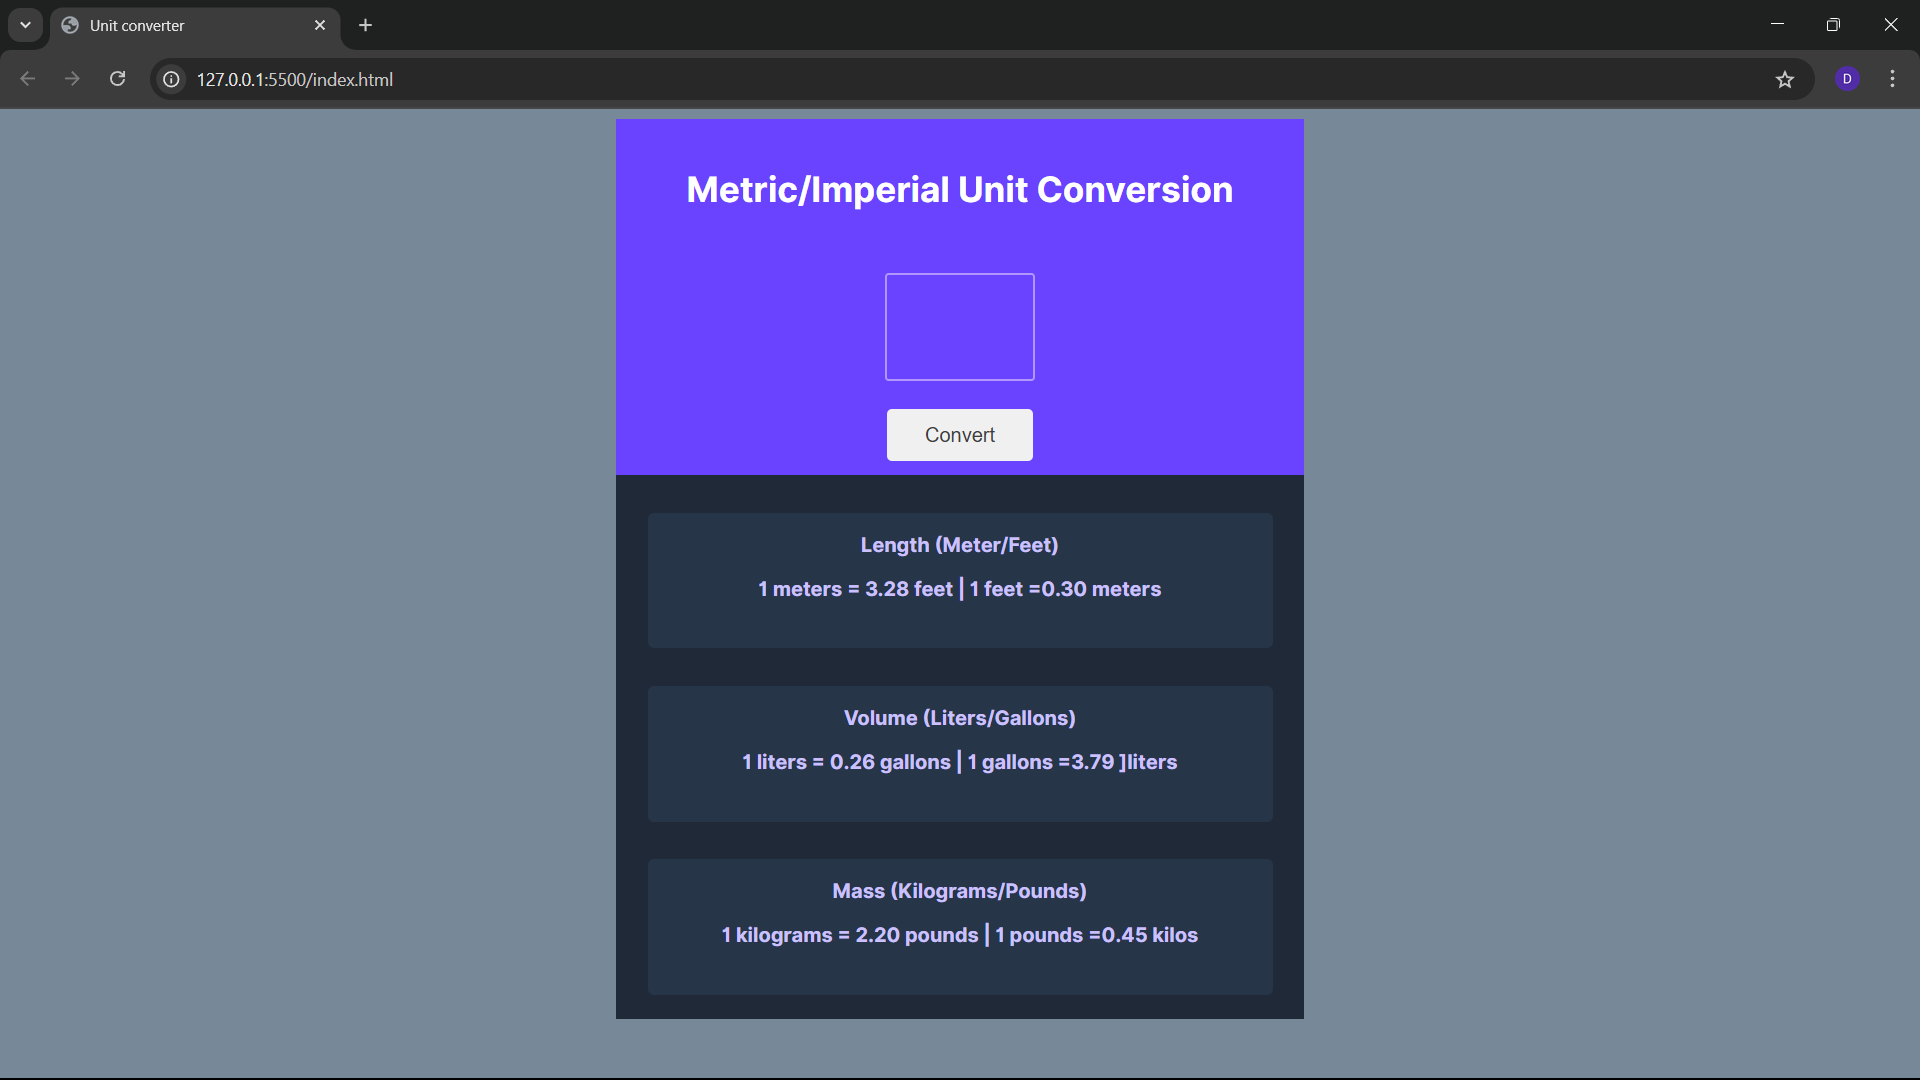 Unit converter
127.0.0.1:5500/index.html
D
Metric/Imperial Unit Conversion
Convert
Length (Meter/Feet)
1 meters = 3.28 feet | 1 feet =0.30 meters
Volume (Liters/Gallons)
1 liters = 0.26 gallons | 1 gallons =3.79 ]liters
Mass (Kilograms/Pounds)
1 kilograms = 2.20 pounds | 1 pounds =0.45 kilos